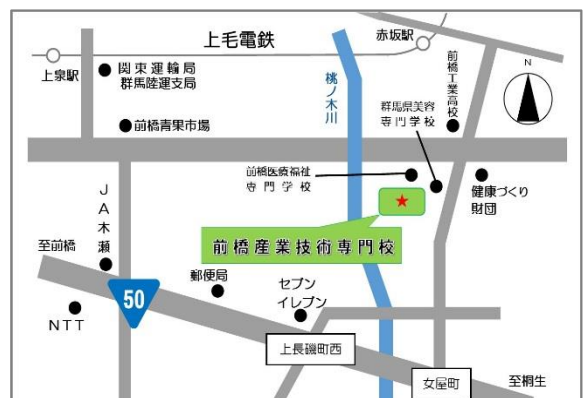 上毛電鉄
赤坂駅
上泉駅
関東運輸局
群馬陸運支局
前橋青果市場
桃ノ木川
前橋工業高校
群馬県美容
専門学校
N
前橋医療福祉
専門学校
健康づくり
財団
★
前橋産業技術専門校
JA木瀬
至前橋
50
郵便局
セブン
イレブン
NTT
上長磯町西
女屋町
至桐生